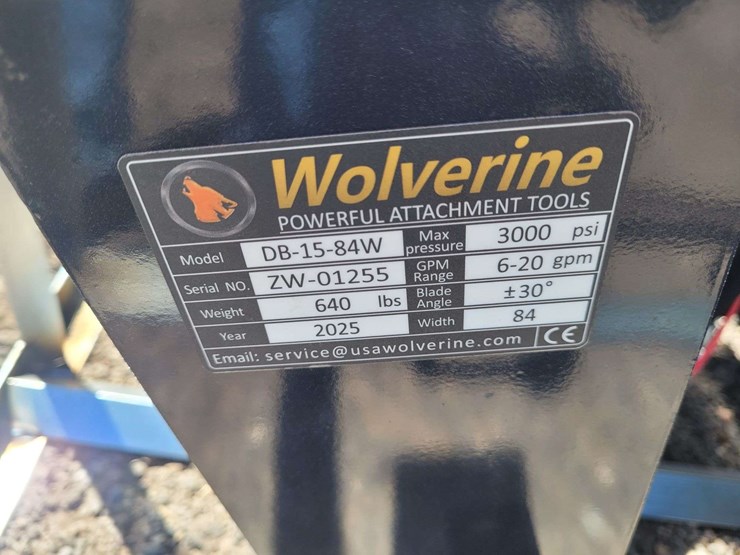 Wolverine
POWERFUL ATTACHMENT TOOLS
Model DB-15-84W Max pressure 3000 psi
Serial NO. ZW-01255 GPM Range 6-20 gpm
Weight 640 lbs Blade Angle ±30°
Year 2025 Width 84
Email: service@usawolverine.com CE